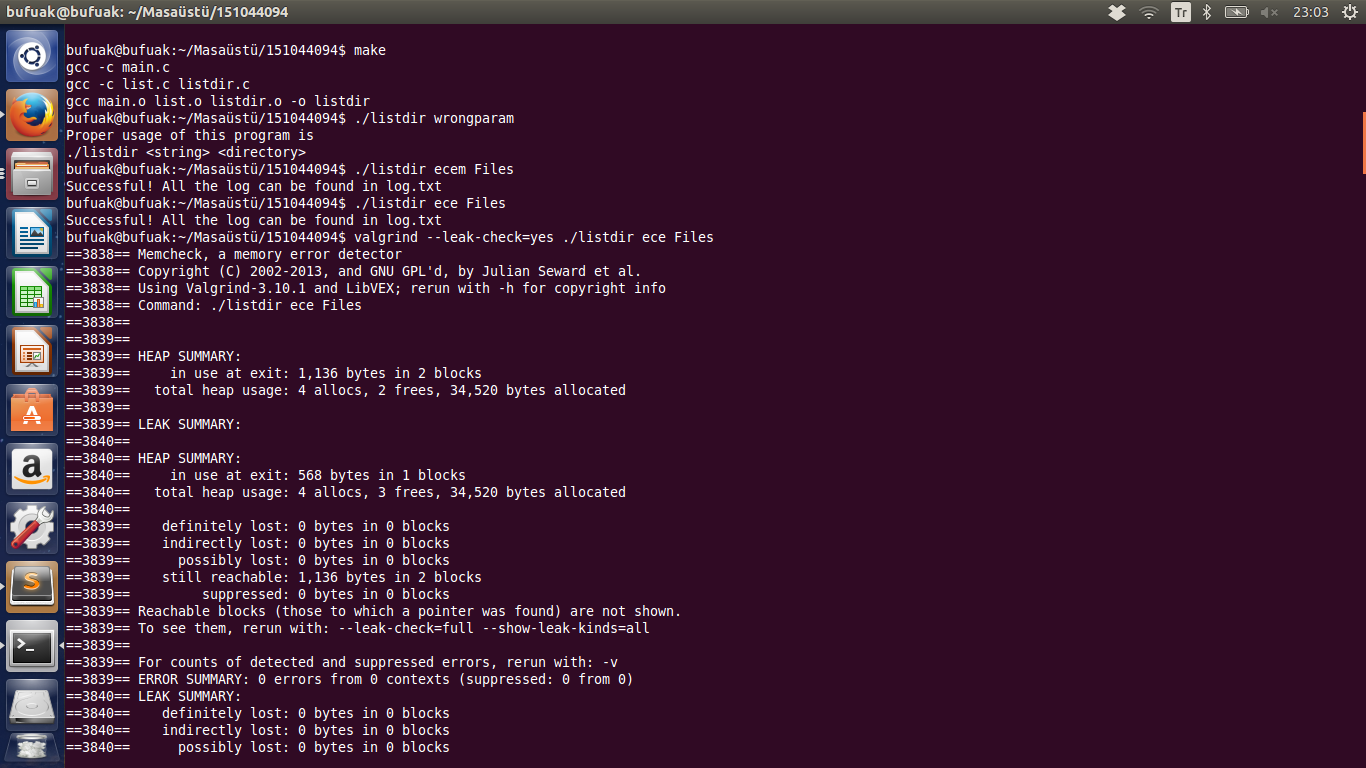 bufuak@bufuak: ~/Masaüstü/151044094
Tr
23:03
bufuak@bufuak:~/Masaüstü/151044094$ make
gcc -c main.c
gcc -c list.c listdir.c
gcc main.o list.o listdir.o -o listdir
bufuak@bufuak:~/Masaüstü/151044094$ ./listdir wrongparam
Proper usage of this program is
./listdir <string> <directory>
bufuak@bufuak:~/Masaüstü/151044094$ ./listdir ecem Files
Successful! All the log can be found in log.txt
bufuak@bufuak:~/Masaüstü/151044094$ ./listdir ece Files
Successful! All the log can be found in log.txt
bufuak@bufuak:~/Masaüstü/151044094$ valgrind --leak-check=yes ./listdir ece Files
==3838== Memcheck, a memory error detector
==3838== Copyright (C) 2002-2013, and GNU GPL'd, by Julian Seward et al.
==3838== Using Valgrind-3.10.1 and LibVEX; rerun with -h for copyright info
==3838== Command: ./listdir ece Files
==3838==
==3839==
==3839== HEAP SUMMARY:
==3839==     in use at exit: 1,136 bytes in 2 blocks
==3839==   total heap usage: 4 allocs, 2 frees, 34,520 bytes allocated
==3839==
==3839== LEAK SUMMARY:
==3840==
==3840== HEAP SUMMARY:
==3840==     in use at exit: 568 bytes in 1 blocks
==3840==   total heap usage: 4 allocs, 3 frees, 34,520 bytes allocated
==3840==
==3839==    definitely lost: 0 bytes in 0 blocks
==3839==    indirectly lost: 0 bytes in 0 blocks
==3839==      possibly lost: 0 bytes in 0 blocks
==3839==    still reachable: 1,136 bytes in 2 blocks
==3839==         suppressed: 0 bytes in 0 blocks
==3839== Reachable blocks (those to which a pointer was found) are not shown.
==3839== To see them, rerun with: --leak-check=full --show-leak-kinds=all
==3839==
==3839== For counts of detected and suppressed errors, rerun with: -v
==3839== ERROR SUMMARY: 0 errors from 0 contexts (suppressed: 0 from 0)
==3840== LEAK SUMMARY:
==3840==    definitely lost: 0 bytes in 0 blocks
==3840==    indirectly lost: 0 bytes in 0 blocks
==3840==      possibly lost: 0 bytes in 0 blocks